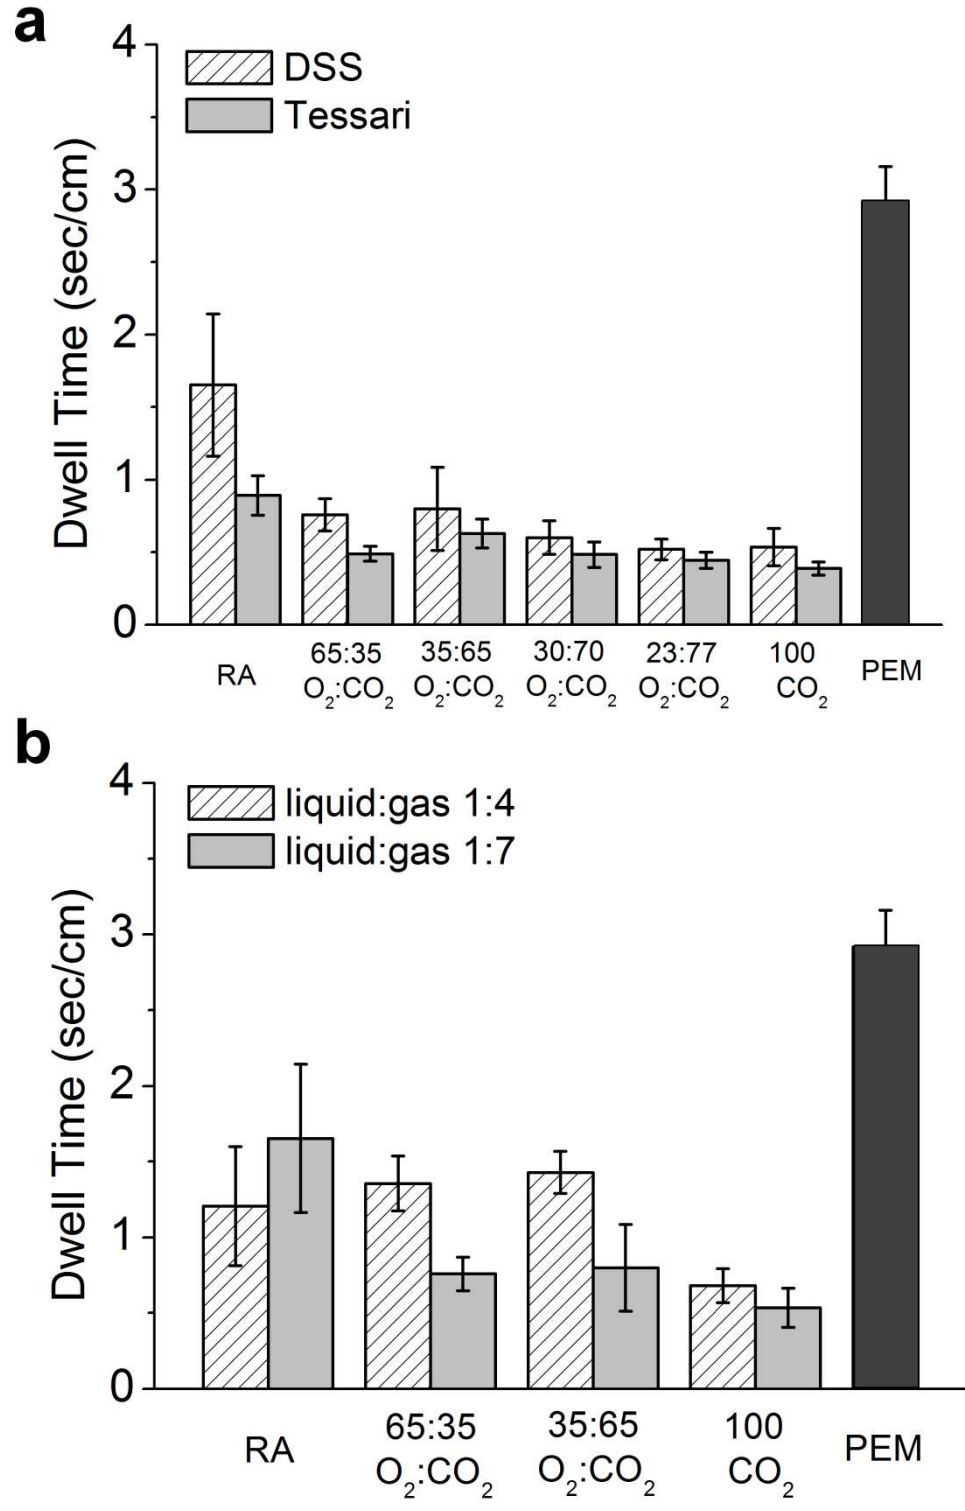 a
4
3
2
1
0
Dwell Time (sec/cm)
DSS
Tessari
RA
65:35
O₂:CO₂
35:65
O₂:CO₂
30:70
O₂:CO₂
23:77
O₂:CO₂
100
CO₂
PEM
b
4
3
2
1
0
Dwell Time (sec/cm)
liquid:gas 1:4
liquid:gas 1:7
RA
65:35
O₂:CO₂
35:65
O₂:CO₂
100
CO₂
PEM